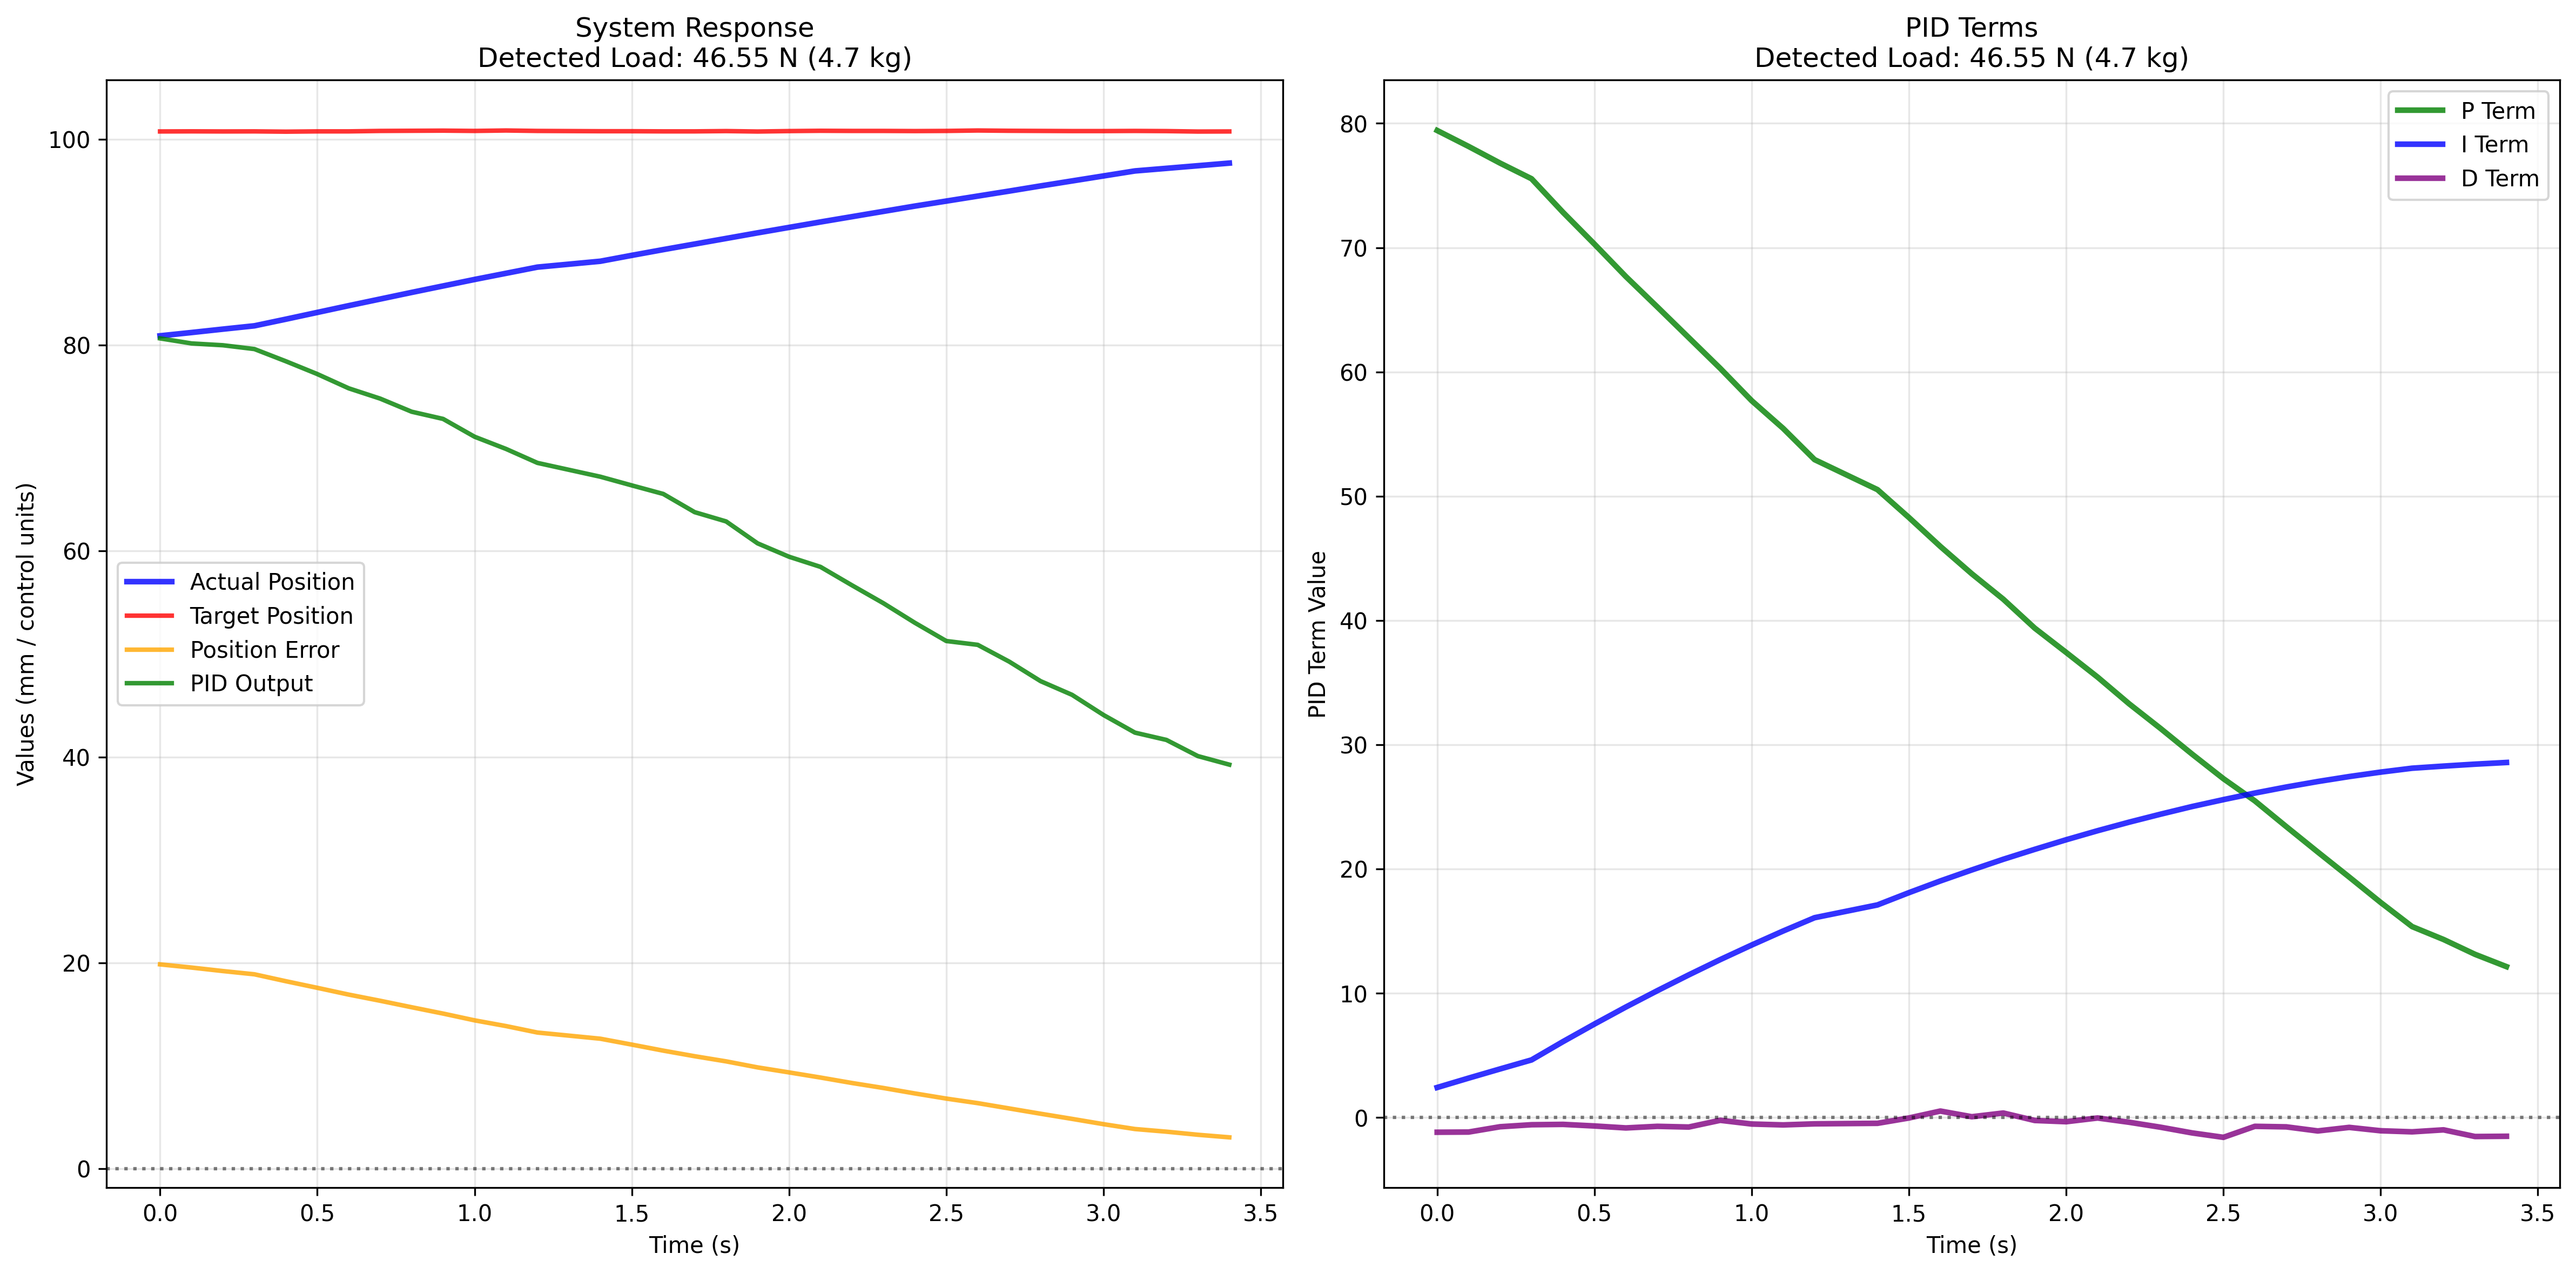 System Response
Detected Load: 46.55 N (4.7 kg)
Values (mm / control units)
100
80
60
40
20
0
Actual Position
Target Position
Position Error
PID Output
0.0 0.5 1.0 1.5 2.0 2.5 3.0 3.5
Time (s)
PID Terms
Detected Load: 46.55 N (4.7 kg)
PID Term Value
80
70
60
50
40
30
20
10
0
P Term
I Term
D Term
0.0 0.5 1.0 1.5 2.0 2.5 3.0 3.5
Time (s)